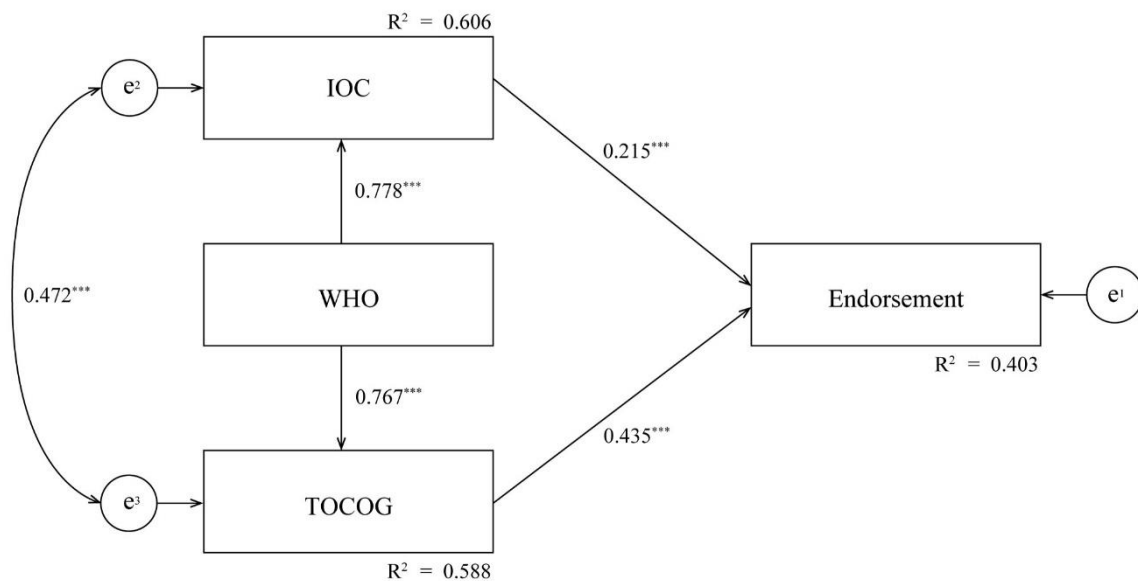 R² = 0.606
e²
IOC
0.215***
0.778***
WHO
Endorsement
e¹
0.472***
R² = 0.403
0.767***
0.435***
e³
TOCOG
R² = 0.588